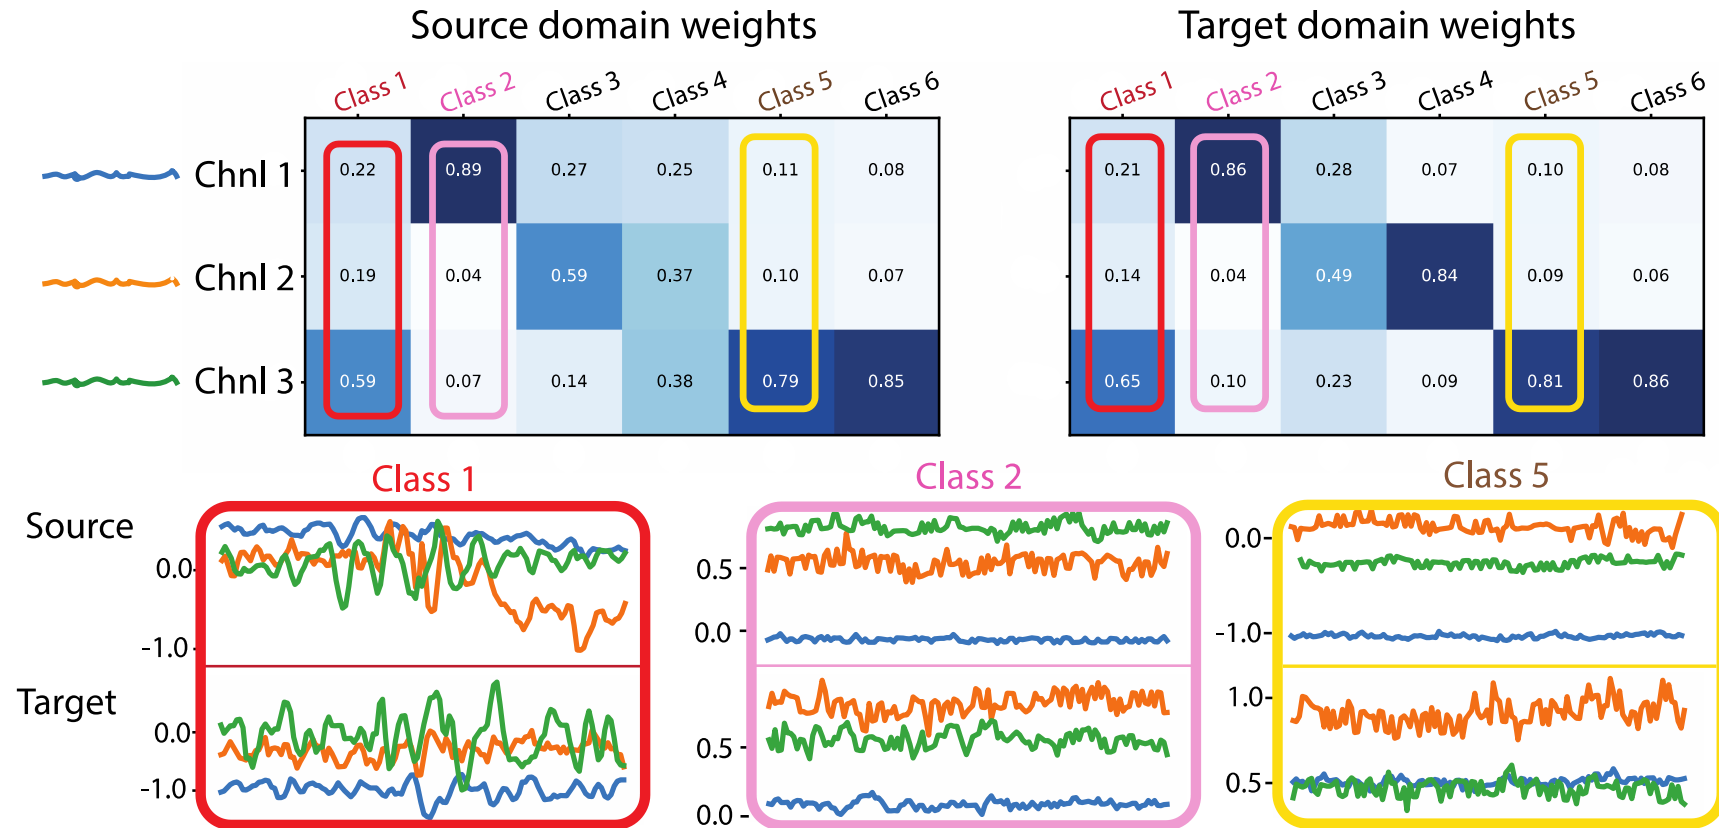 Source domain weights Target domain weights
Class 1 Class 2 Class 3 Class 4 Class 5 Class 6 Class 1 Class 2 Class 3 Class 4 Class 5 Class 6
Chnl 1 0.22 0.89 0.27 0.25 0.11 0.08 0.21 0.86 0.28 0.07 0.10 0.08
Chnl 2 0.19 0.04 0.59 0.37 0.10 0.07 0.14 0.04 0.49 0.84 0.09 0.06
Chnl 3 0.59 0.07 0.14 0.38 0.79 0.85 0.65 0.10 0.23 0.09 0.81 0.86
Class 1 Class 2 Class 5
Source
0.0
-1.0
0.5
0.0
0.0
-1.0
Target
0.0
-1.0
0.5
0.0
1.0
0.5